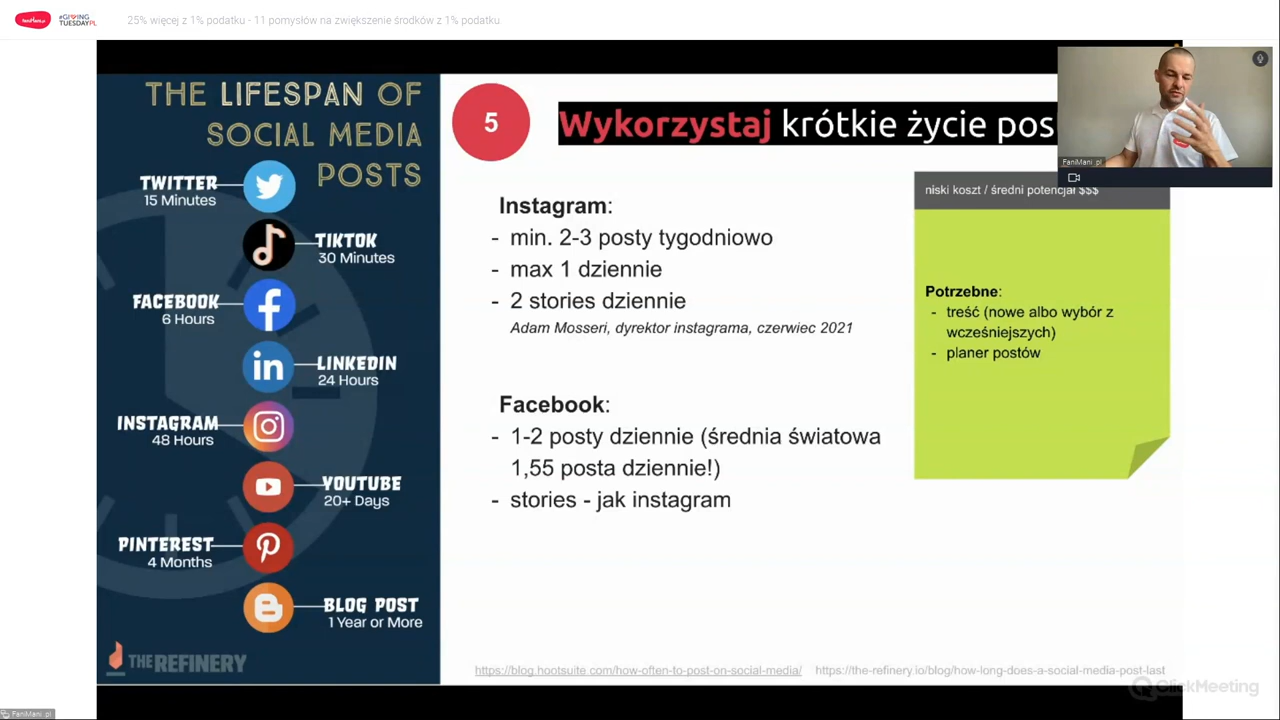 FaniMani.pl
#GIVING
TUESDAYPL
25% więcej z 1% podatku - 11 pomysłów na zwiększenie środków z 1% podatku
THE LIFESPAN OF
SOCIAL MEDIA
POSTS
TWITTER
15 Minutes
TIKTOK
30 Minutes
FACEBOOK
6 Hours
LINKEDIN
24 Hours
INSTAGRAM
48 Hours
YOUTUBE
20+ Days
PINTEREST
4 Months
BLOG POST
1 Year or More
THE REFINERY
5
Wykorzystaj krótkie życie pos
Instagram:
- min. 2-3 posty tygodniowo
- max 1 dziennie
- 2 stories dziennie
Adam Mosseri, dyrektor instagrama, czerwiec 2021
Facebook:
- 1-2 posty dziennie (średnia światowa
1,55 posta dziennie!)
- stories - jak instagram
FaniMani .pl
niski koszt / średni potencjał $$$
Potrzebne:
- treść (nowe albo wybór z
wcześniejszych)
- planer postów
https://blog.hootsuite.com/how-often-to-post-on-social-media/
https://the-refinery.io/blog/how-long-does-a-social-media-post-last
ClickMeeting
FaniMani .pl